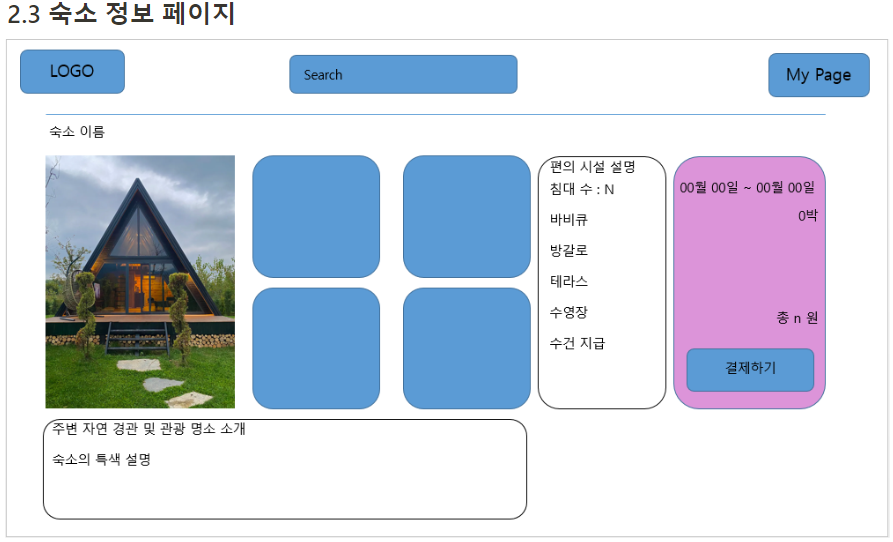 2.3 숙소 정보 페이지
LOGO
Search
My Page
숙소 이름
편의 시설 설명
침대 수 : N
바비큐
방갈로
테라스
수영장
수건 지급
00월 00일 ~ 00월 00일
0박
총 n 원
결제하기
주변 자연 경관 및 관광 명소 소개
숙소의 특색 설명